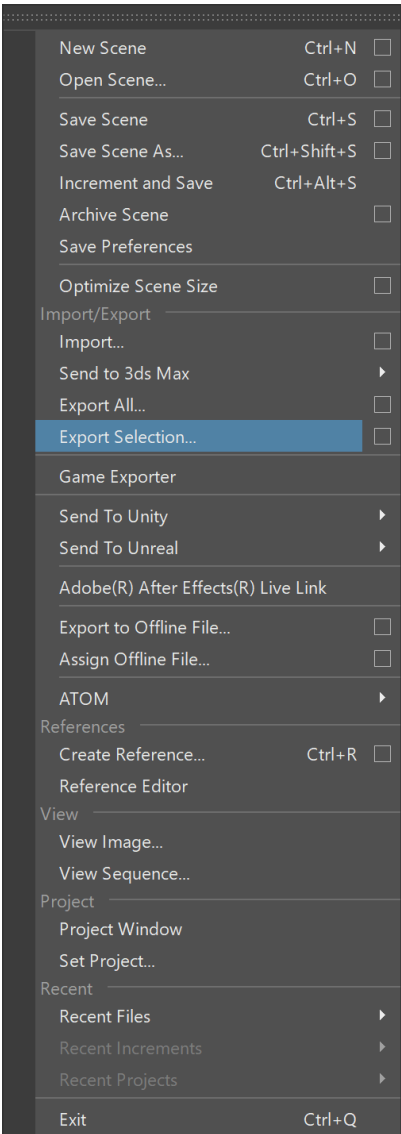 New Scene Ctrl+N
Open Scene... Ctrl+O
Save Scene Ctrl+S
Save Scene As... Ctrl+Shift+S
Increment and Save Ctrl+Alt+S
Archive Scene
Save Preferences
Optimize Scene Size
Import/Export
Import...
Send to 3ds Max
Export All...
Export Selection...
Game Exporter
Send To Unity
Send To Unreal
Adobe(R) After Effects(R) Live Link
Export to Offline File...
Assign Offline File...
ATOM
References
Create Reference... Ctrl+R
Reference Editor
View
View Image...
View Sequence...
Project
Project Window
Set Project...
Recent
Recent Files
Recent Increments
Recent Projects
Exit Ctrl+Q